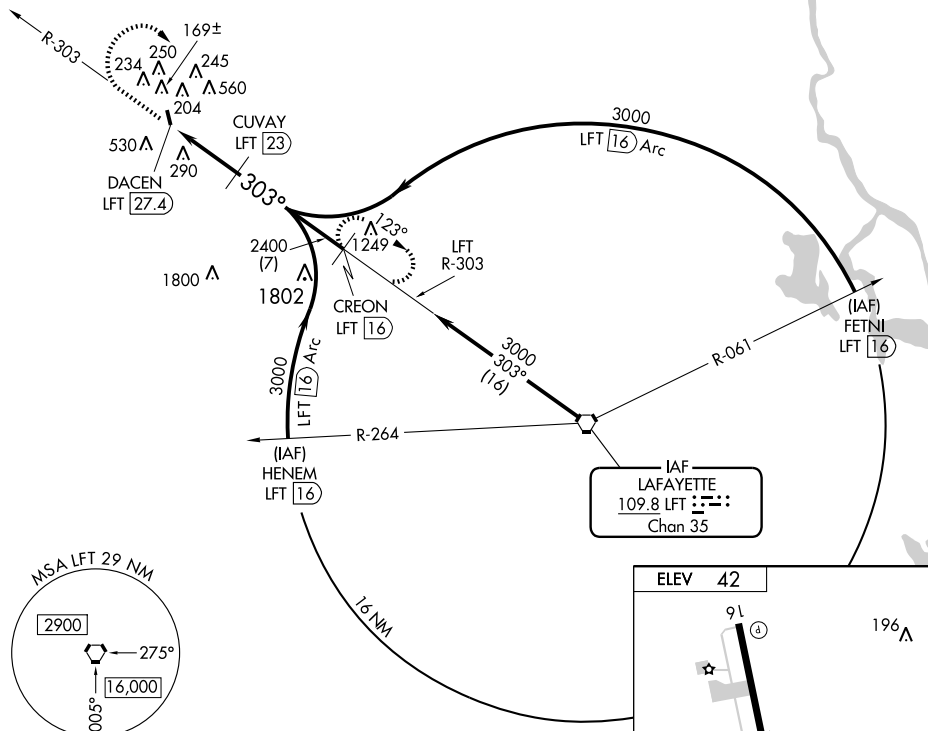 R-303
169±
250
234
245
560
204
530
290
CUVAY
LFT 23
DACEN
LFT 27.4
303°
3000
LFT 16 Arc
123°
1249
2400
(7)
LFT
R-303
1800
1802
CREON
LFT 16
3000
303°
(16)
(IAF)
FETNI
LFT 16
R-061
3000
LFT 16 Arc
R-264
(IAF)
HENEM
LFT 16
IAF
LAFAYETTE
109.8 LFT
Chan 35
16 NM
MSA LFT 29 NM
2900
275°
16,000
005°
ELEV 42
16
P
196